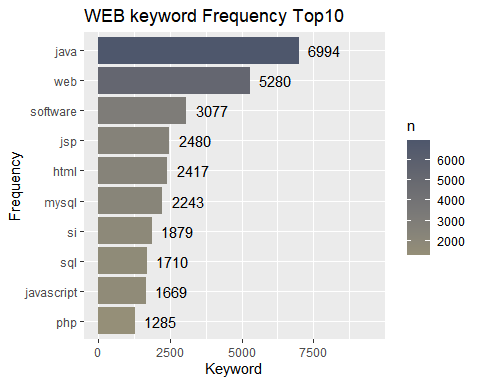 WEB keyword Frequency Top10
Frequency
java 6994
web 5280
software 3077
jsp 2480
html 2417
mysql 2243
si 1879
sql 1710
javascript 1669
php 1285
0 2500 5000 7500
Keyword
n
6000
5000
4000
3000
2000